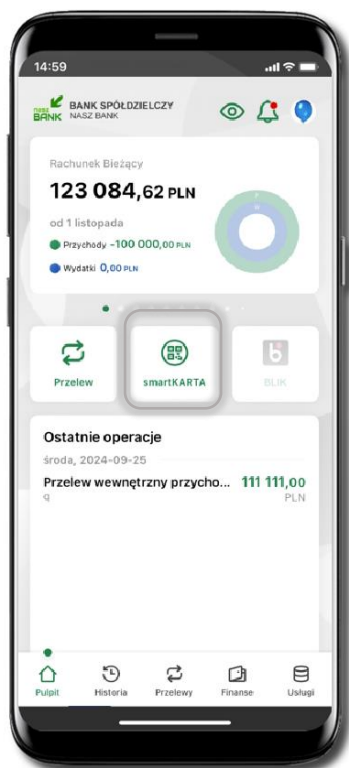 14:59
nasz BANK
BANK SPÓŁDZIELCZY
NASZ BANK
Rachunek Bieżący
123 084,62 PLN
od 1 listopada
Przychody ~100 000,00 PLN
Wydatki 0,00 PLN
Przelew
smartKARTA
BLIK
Ostatnie operacje
środa, 2024-09-25
Przelew wewnętrzny przycho... 111 111,00
q PLN
Pulpit Historia Przelewy Finanse Usługi